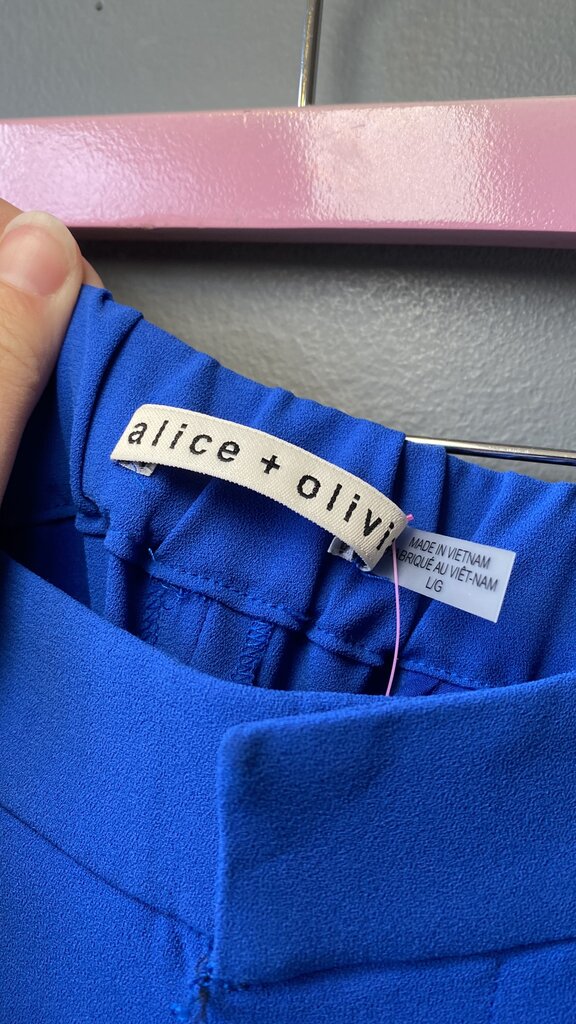 alice + olivi
MADE IN VIETNAM
ABRIQUÉ AU VIÊT-NAM
L/G